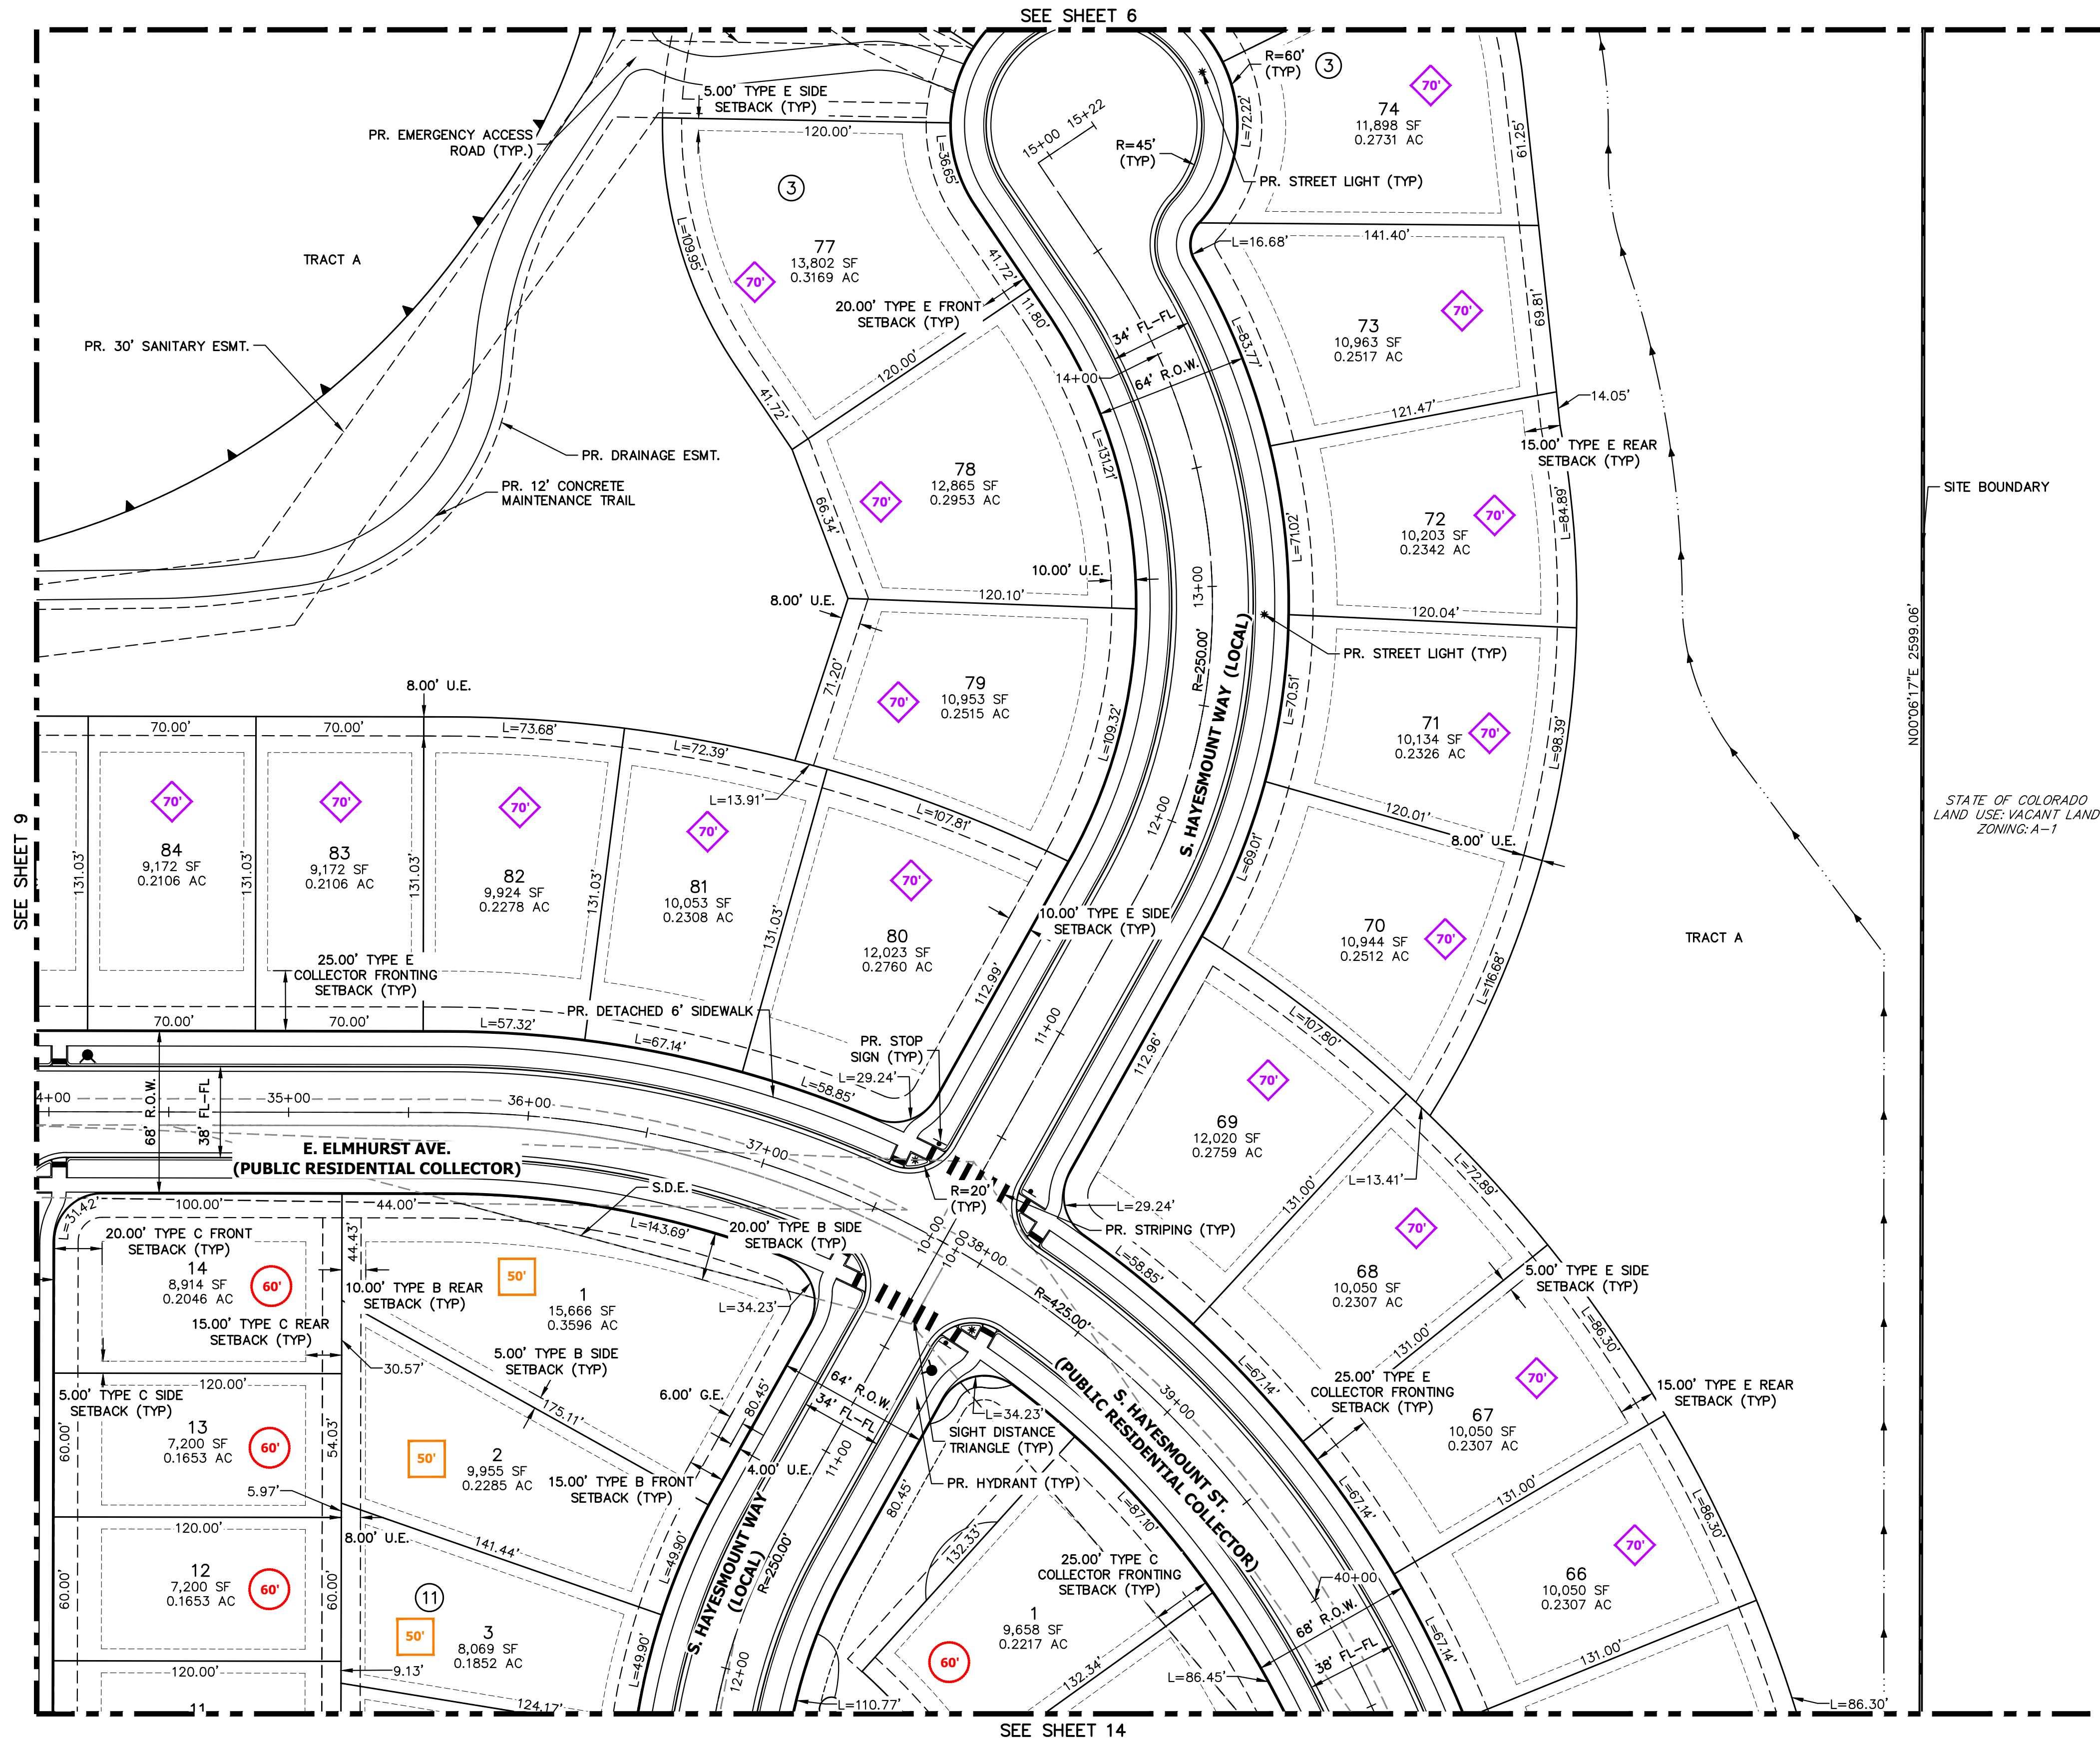 SEE SHEET 6
R=60'
(TYP)
3
5.00' TYPE E SIDE
SETBACK (TYP)
120.00'
PR. EMERGENCY ACCESS
ROAD (TYP.)
L=36.65'
15+00
15+22
R=45'
(TYP)
L=72.22'
74
11,898 SF
0.2731 AC
70'
61.25'
PR. STREET LIGHT (TYP)
3
TRACT A
L=109.95'
77
13,802 SF
0.3169 AC
70'
41.72'
11.80'
20.00' TYPE E FRONT
SETBACK (TYP)
L=16.68'
141.40'
73
10,963 SF
0.2517 AC
70'
69.81'
PR. 30' SANITARY ESMT.
34' FL-FL
14+00
64' R.O.W.
L=83.77'
120.00'
41.72'
121.47'
14.05'
15.00' TYPE E REAR
SETBACK (TYP)
PR. DRAINAGE ESMT.
PR. 12' CONCRETE
MAINTENANCE TRAIL
78
12,865 SF
0.2953 AC
70'
66.34'
L=131.21'
L=71.02'
72
10,203 SF
0.2342 AC
70'
L=84.89'
SITE BOUNDARY
10.00' U.E.
8.00' U.E.
120.10'
13+00
120.04'
N00°06'17"E 2599.06'
PR. STREET LIGHT (TYP)
R=250.00'
S. HAYESMOUNT WAY (LOCAL)
71.20'
79
10,953 SF
0.2515 AC
70'
L=109.32'
L=70.51'
71
10,134 SF
0.2326 AC
70'
L=98.39'
8.00' U.E.
70.00'
70.00'
L=73.68'
L=72.39'
L=13.91'
L=107.81'
12+00
120.01'
8.00' U.E.
L=69.01'
STATE OF COLORADO
LAND USE: VACANT LAND
ZONING: A-1
SEE SHEET 9
131.03'
70'
84
9,172 SF
0.2106 AC
131.03'
70'
83
9,172 SF
0.2106 AC
131.03'
70'
82
9,924 SF
0.2278 AC
131.03'
70'
81
10,053 SF
0.2308 AC
131.03'
70'
80
12,023 SF
0.2760 AC
10.00' TYPE E SIDE
SETBACK (TYP)
112.99'
70
10,944 SF
0.2512 AC
70'
L=116.68'
TRACT A
25.00' TYPE E
COLLECTOR FRONTING
SETBACK (TYP)
70.00'
70.00'
L=57.32'
L=67.14'
PR. DETACHED 6' SIDEWALK
PR. STOP
SIGN (TYP)
L=29.24'
L=58.85'
11+00
112.96'
L=107.80'
70'
69
12,020 SF
0.2759 AC
4+00
68' R.O.W.
38' FL-FL
35+00
36+00
37+00
E. ELMHURST AVE.
(PUBLIC RESIDENTIAL COLLECTOR)
S.D.E.
R=20'
(TYP)
L=29.24'
PR. STRIPING (TYP)
131.00'
L=13.41'
L=72.89'
L=31.42'
100.00'
44.00'
L=143.69'
20.00' TYPE B SIDE
SETBACK (TYP)
10+00
10+00
38+00
L=58.85'
70'
68
10,050 SF
0.2307 AC
5.00' TYPE E SIDE
SETBACK (TYP)
20.00' TYPE C FRONT
SETBACK (TYP)
14
8,914 SF
0.2046 AC
60'
44.43'
10.00' TYPE B REAR
SETBACK (TYP)
50'
1
15,666 SF
0.3596 AC
L=34.23'
R=425.00'
131.00'
L=86.30'
15.00' TYPE C REAR
SETBACK (TYP)
30.57'
5.00' TYPE B SIDE
SETBACK (TYP)
120.00'
5.00' TYPE C SIDE
SETBACK (TYP)
6.00' G.E.
80.45'
64' R.O.W.
34' FL-FL
L=34.23'
SIGHT DISTANCE
TRIANGLE (TYP)
39+00
L=67.14'
25.00' TYPE E
COLLECTOR FRONTING
SETBACK (TYP)
70'
67
10,050 SF
0.2307 AC
15.00' TYPE E REAR
SETBACK (TYP)
60.00'
13
7,200 SF
0.1653 AC
60'
54.03'
50'
2
9,955 SF
0.2285 AC
175.11'
15.00' TYPE B FRONT
SETBACK (TYP)
4.00' U.E.
11+00
PR. HYDRANT (TYP)
S. HAYESMOUNT ST.
(PUBLIC RESIDENTIAL COLLECTOR)
5.97'
120.00'
8.00' U.E.
141.44'
L=49.90'
80.45'
132.33'
L=87.10'
L=67.14'
131.00'
L=86.30'
60.00'
12
7,200 SF
0.1653 AC
60'
60.00'
11
50'
3
8,069 SF
0.1852 AC
S. HAYESMOUNT WAY
(LOCAL)
R=250.00'
25.00' TYPE C
COLLECTOR FRONTING
SETBACK (TYP)
40+00
70'
66
10,050 SF
0.2307 AC
1
9,658 SF
0.2217 AC
60'
68' R.O.W.
38' FL-FL
L=67.14'
120.00'
9.13'
L=49.90'
12+00
132.34'
L=86.45'
131.00'
11
124.17'
L=110.77'
L=86.30'
SEE SHEET 14